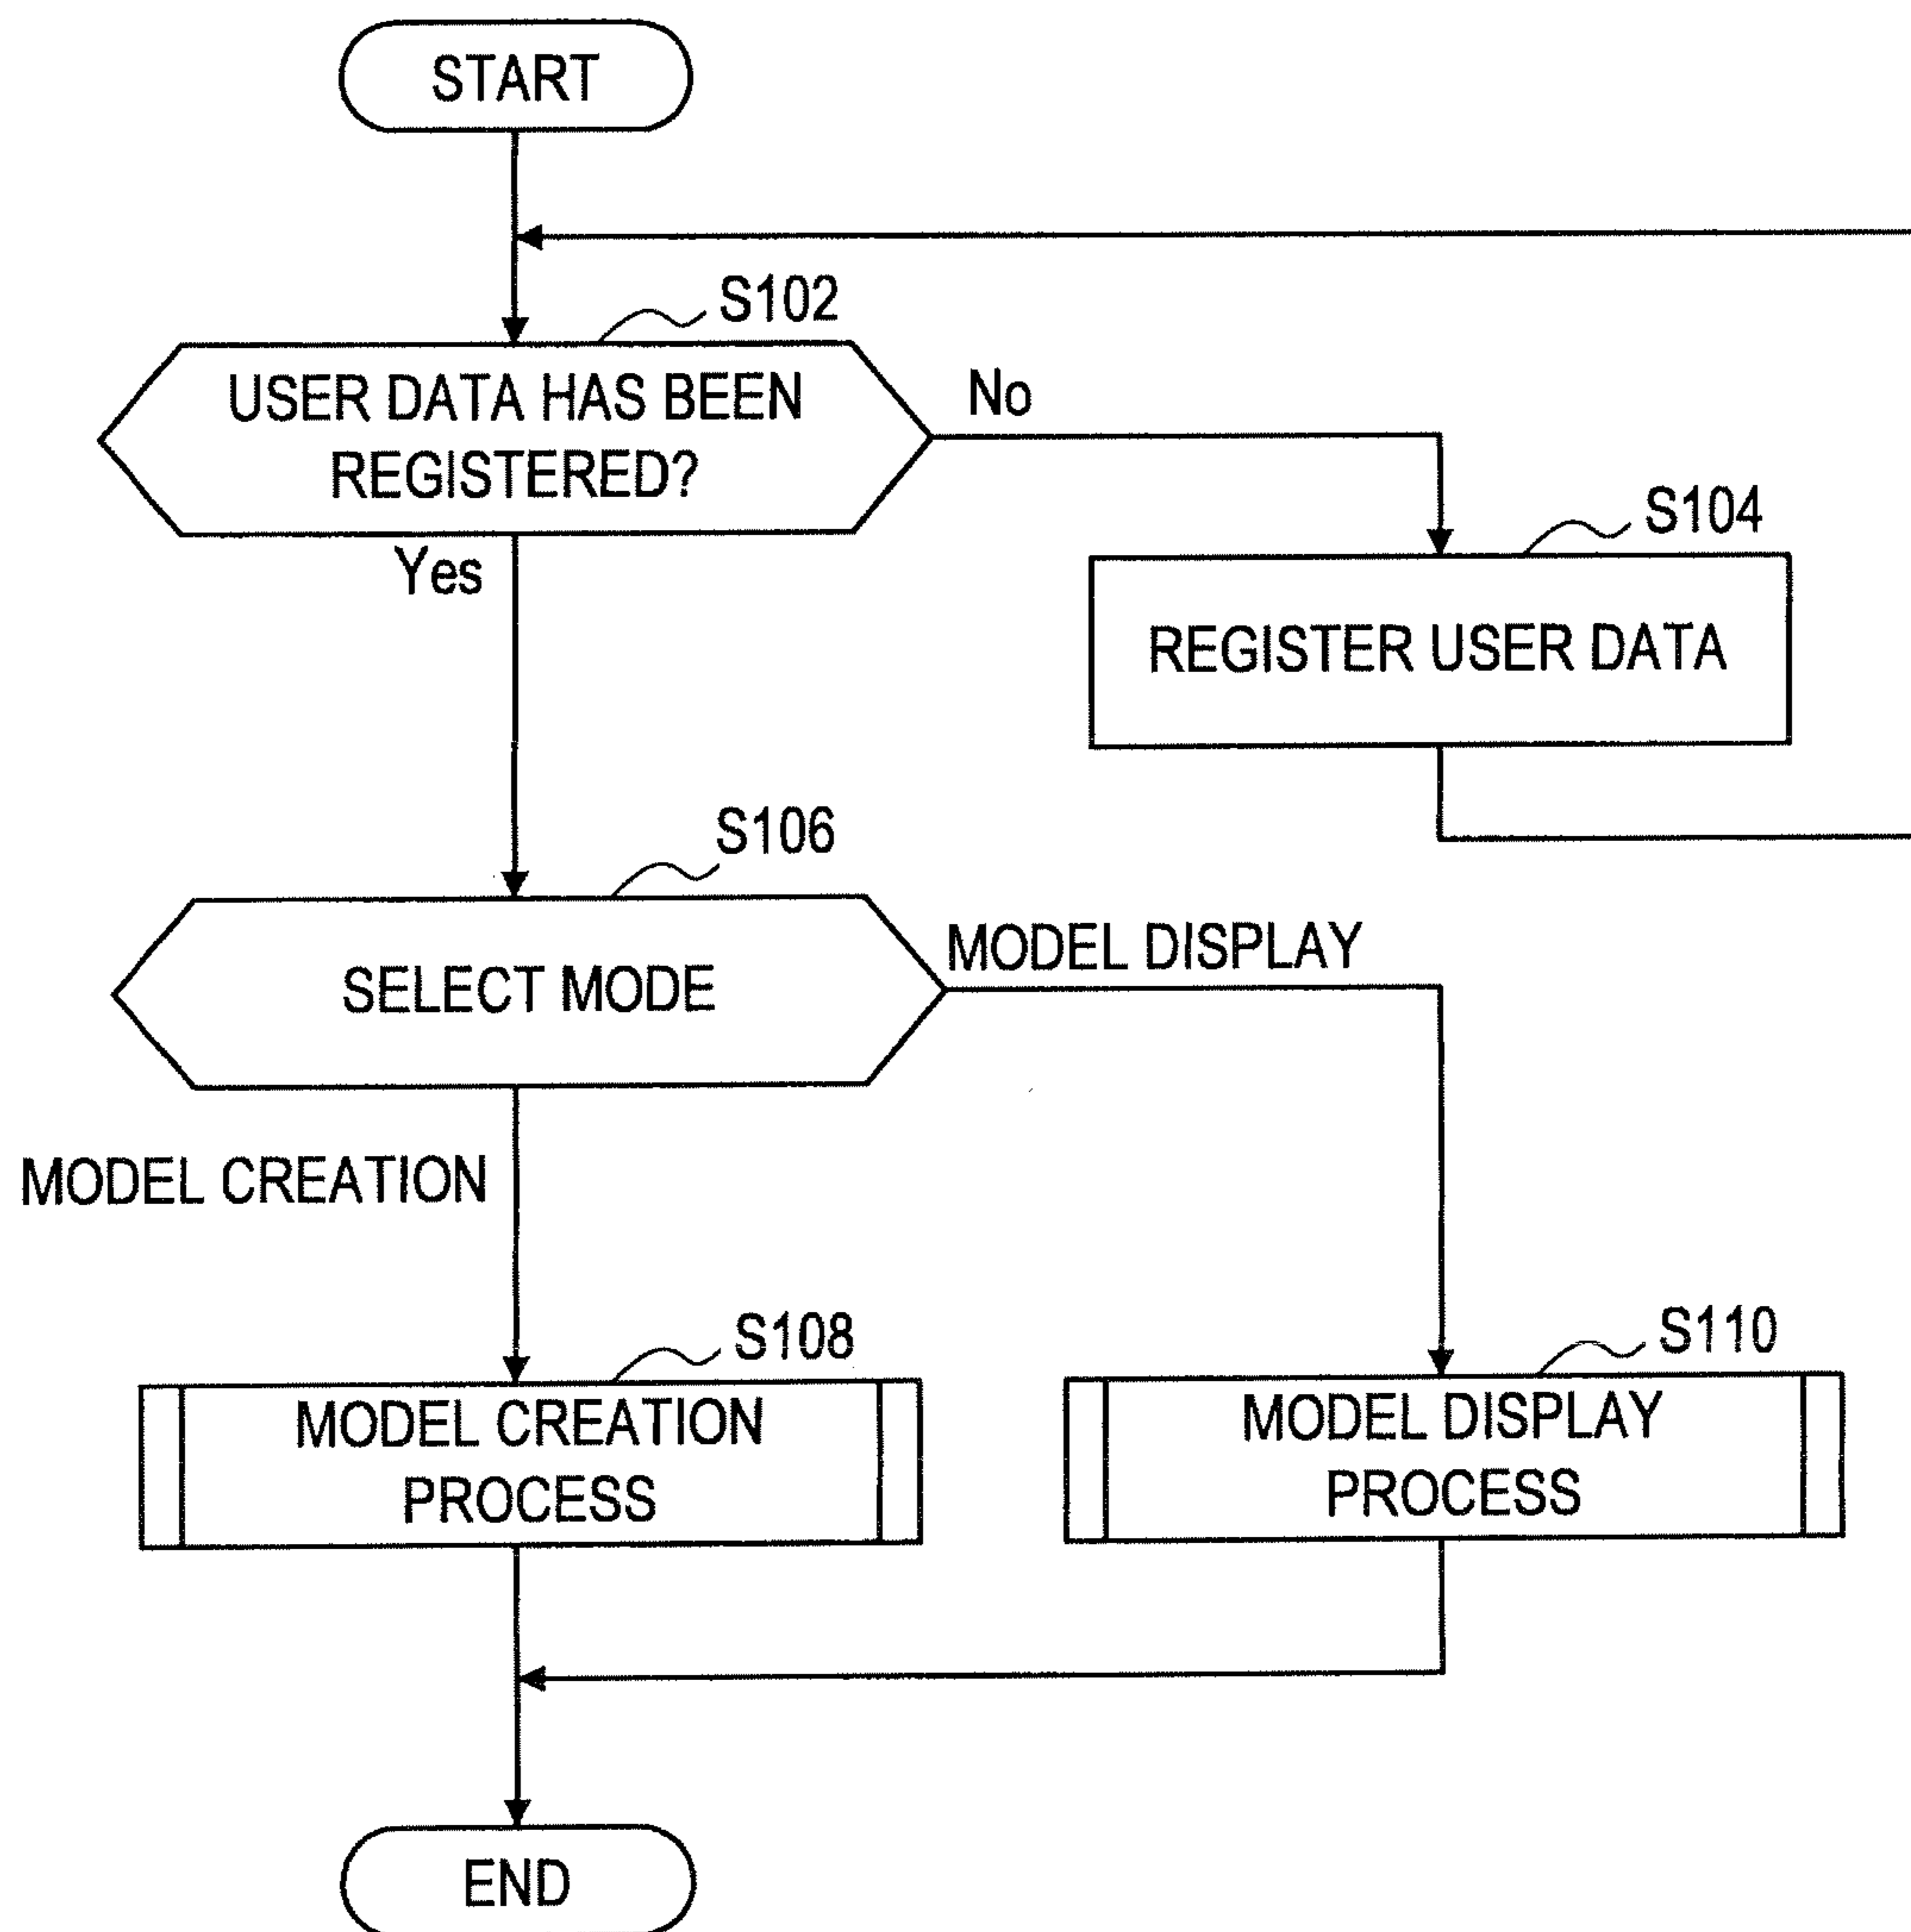 START
S102
USER DATA HAS BEEN
REGISTERED?
No
Yes
S104
REGISTER USER DATA
S106
SELECT MODE
MODEL DISPLAY
MODEL CREATION
S108
MODEL CREATION
PROCESS
S110
MODEL DISPLAY
PROCESS
END